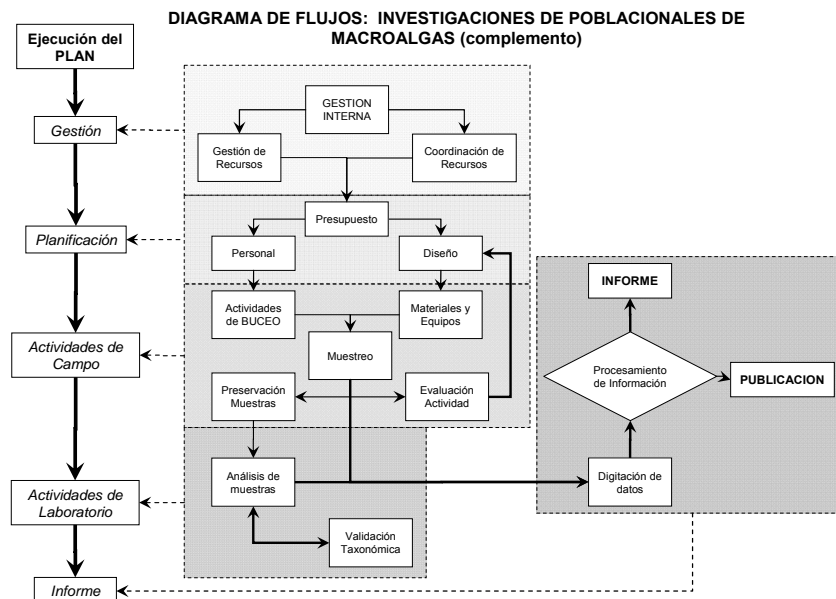 DIAGRAMA DE FLUJOS: INVESTIGACIONES DE POBLACIONALES DE
MACROALGAS (complemento)
Ejecución del
PLAN
Gestión
Planificación
Actividades de
Campo
Actividades de
Laboratorio
Informe
GESTION
INTERNA
Gestión de
Recursos
Coordinación de
Recursos
Presupuesto
Personal
Diseño
Actividades
de BUCEO
Materiales y
Equipos
Muestreo
Preservación
Muestras
Evaluación
Actividad
Análisis de
muestras
Validación
Taxonómica
INFORME
Procesamiento
de Información
PUBLICACION
Digitación de
datos